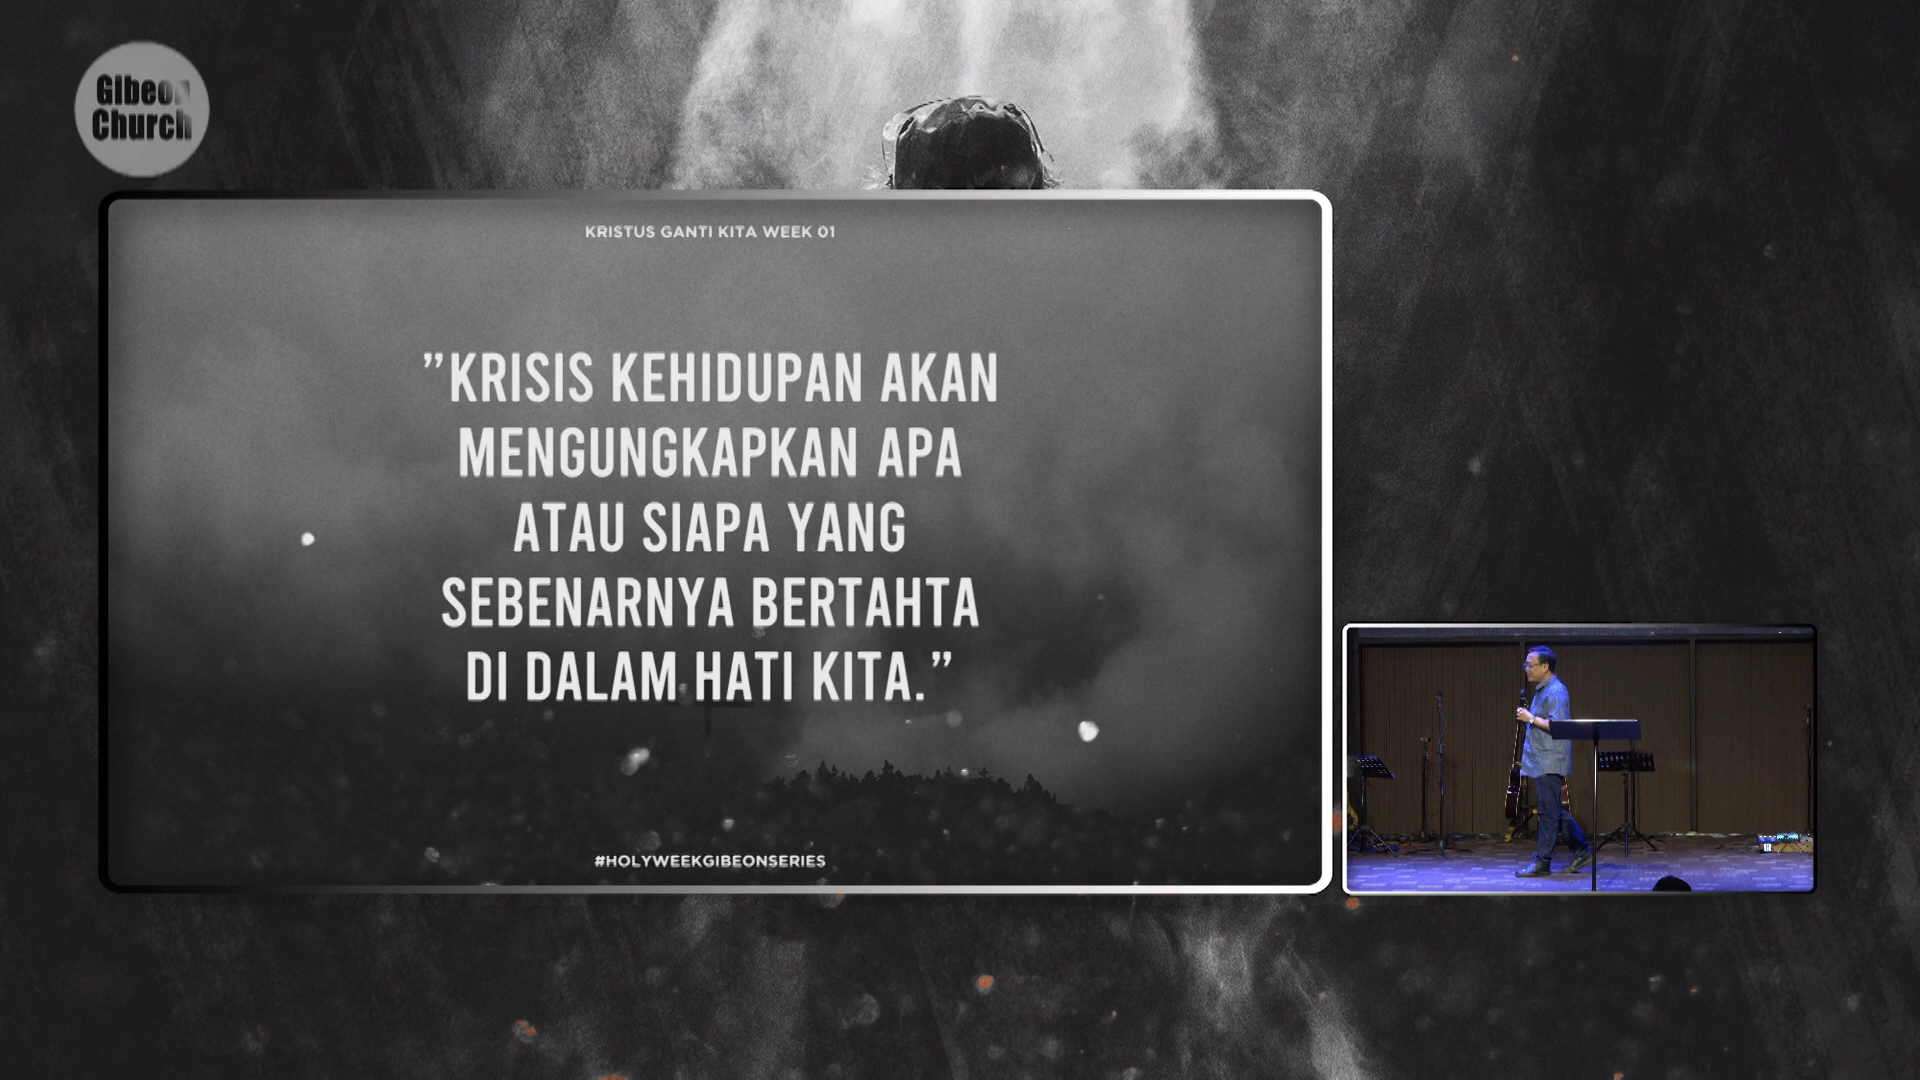 Gibeon
Church
KRISTUS GANTI KITA WEEK 01
”KRISIS KEHIDUPAN AKAN
MENGUNGKAPKAN APA
ATAU SIAPA YANG
SEBENARNYA BERTAHTA
DI DALAM HATI KITA.”
#HOLYWEEKGIBEONSERIES